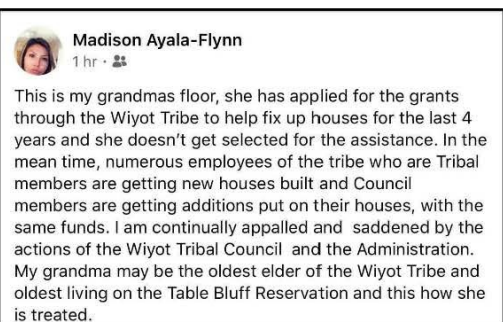 Madison Ayala-Flynn
1 hr ·
This is my grandmas floor, she has applied for the grants
through the Wiyot Tribe to help fix up houses for the last 4
years and she doesn't get selected for the assistance. In the
mean time, numerous employees of the tribe who are Tribal
members are getting new houses built and Council
members are getting additions put on their houses, with the
same funds. I am continually appalled and saddened by the
actions of the Wiyot Tribal Council and the Administration.
My grandma may be the oldest elder of the Wiyot Tribe and
oldest living on the Table Bluff Reservation and this how she
is treated.